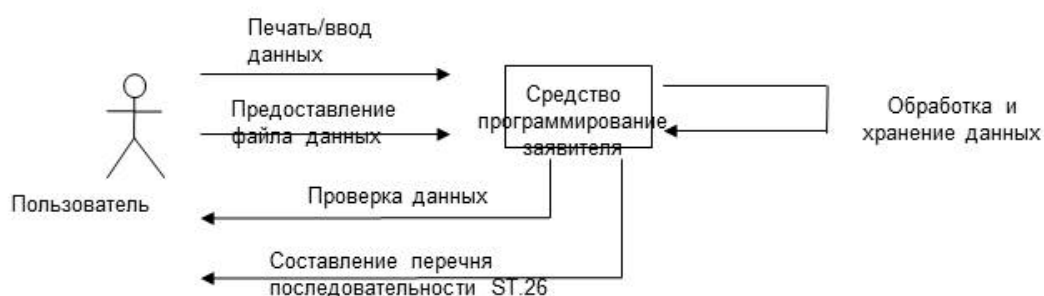 Печать/ввод
данных
Предоставление
файла данных
Пользователь
Средство
программирование
заявителя
Обработка и
хранение данных
Проверка данных
Составление перечня
последовательности ST.26